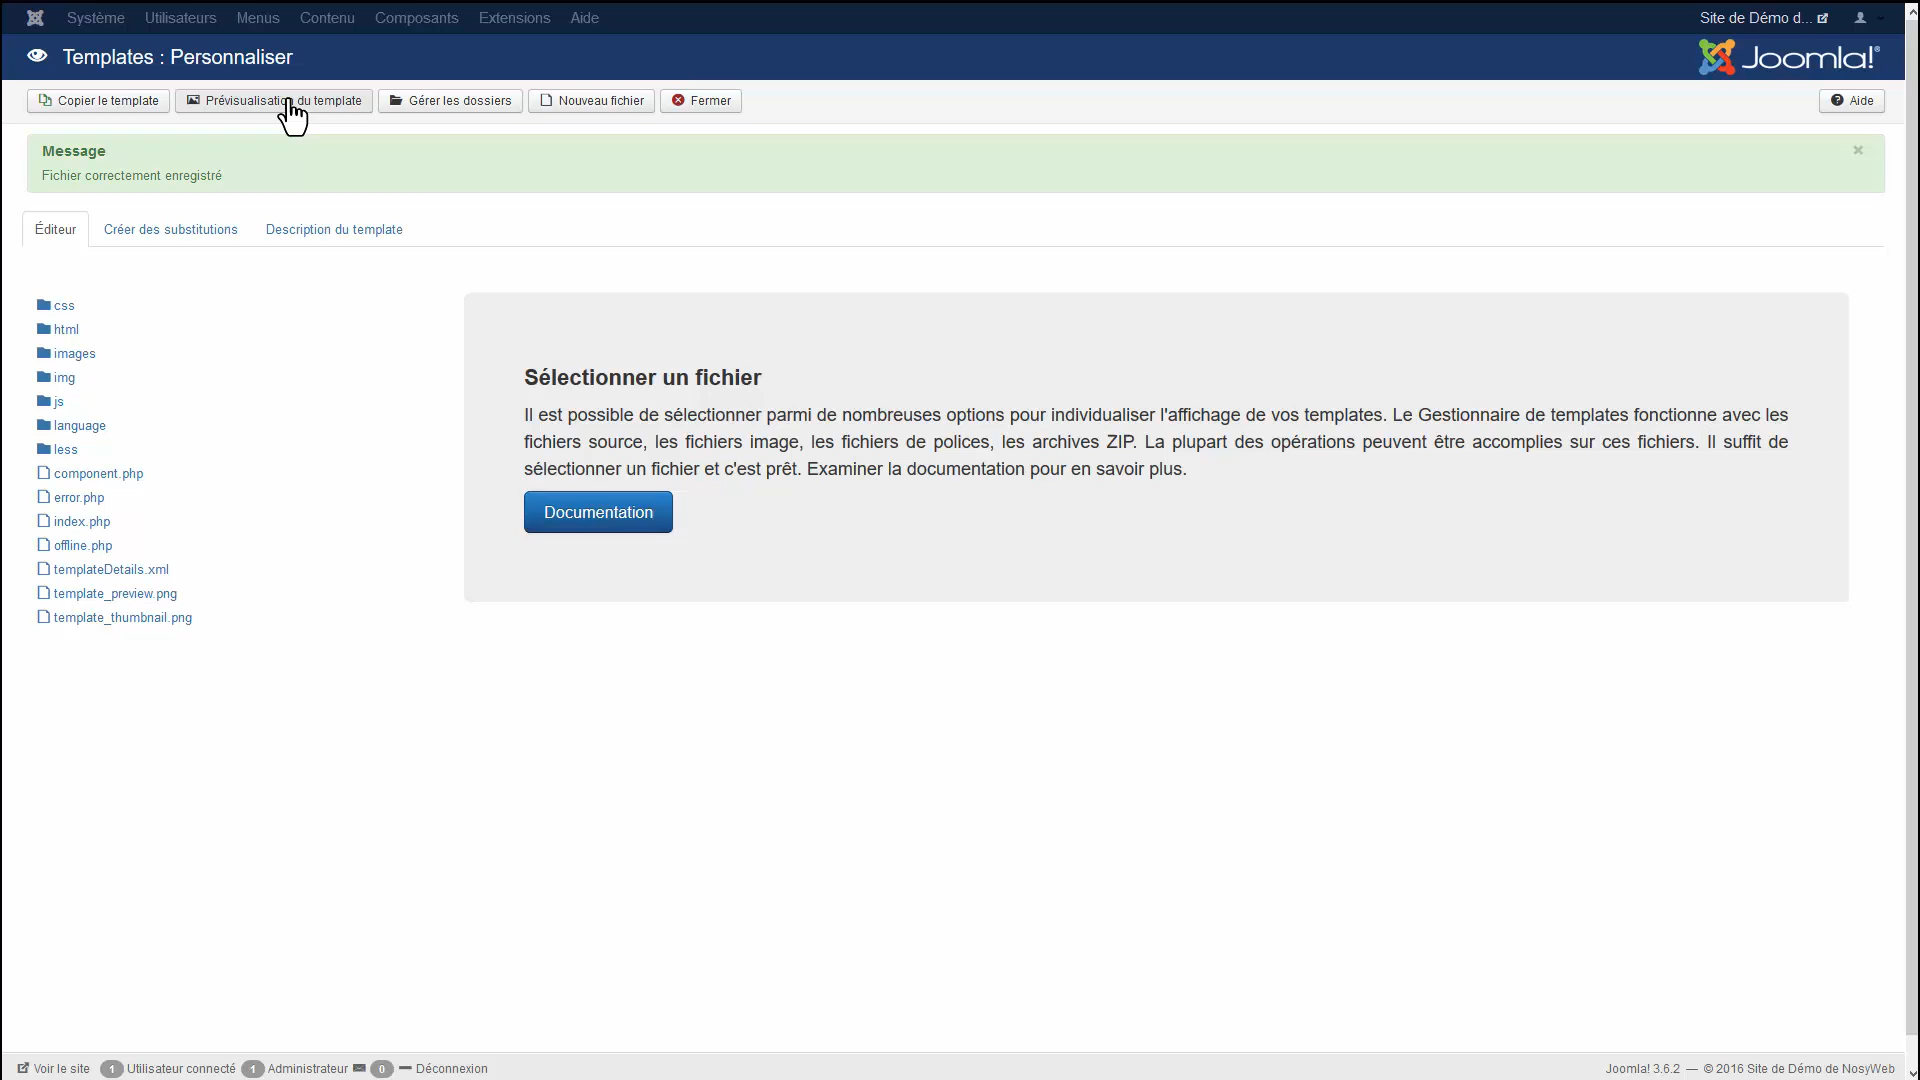 Système Utilisateurs Menus Contenu Composants Extensions Aide Site de Démo d...
Templates : Personnaliser Joomla!®
Copier le template Prévisualisation du template Gérer les dossiers Nouveau fichier Fermer Aide
Message
Fichier correctement enregistré
Éditeur Créer des substitutions Description du template
css
html
images
img
js
language
less
component.php
error.php
index.php
offline.php
templateDetails.xml
template_preview.png
template_thumbnail.png
Sélectionner un fichier
Il est possible de sélectionner parmi de nombreuses options pour individualiser l'affichage de vos templates. Le Gestionnaire de templates fonctionne avec les
fichiers source, les fichiers image, les fichiers de polices, les archives ZIP. La plupart des opérations peuvent être accomplies sur ces fichiers. Il suffit de
sélectionner un fichier et c'est prêt. Examiner la documentation pour en savoir plus.
Documentation
Voir le site 1 Utilisateur connecté 1 Administrateur 0 Déconnexion Joomla! 3.6.2 — © 2016 Site de Démo de NosyWeb